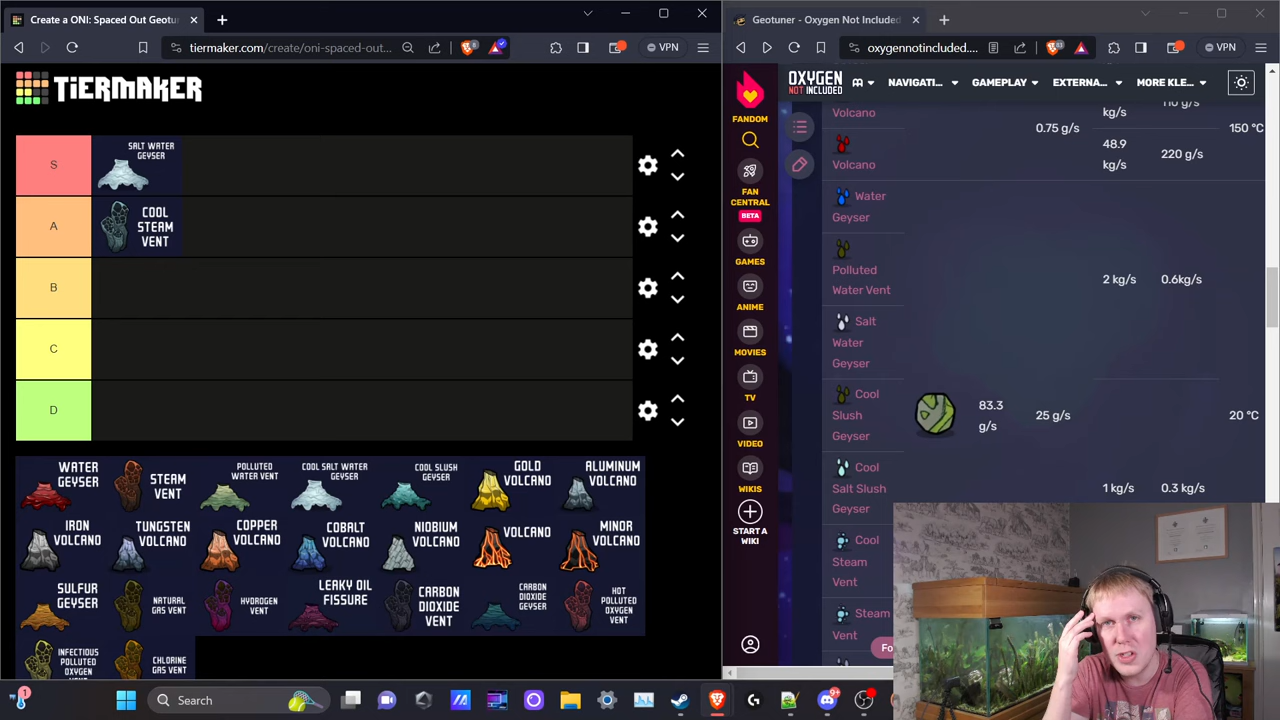 Create a ONI: Spaced Out Geotun
Geotuner - Oxygen Not Included
tiermaker.com/create/oni-spaced-out...
8
VPN
oxygennotincluded....
VPN
TiERMAKER
FANDOM
OXYGEN
NOT INCLUDED
NAVIGATI...
GAMEPLAY
EXTERNA...
MORE KLE...
S
SALT WATER
GEYSER
A
COOL
STEAM
VENT
B
C
D
WATER
GEYSER
STEAM
VENT
POLLUTED
WATER VENT
COOL SALT WATER
GEYSER
COOL SLUSH
GEYSER
GOLD
VOLCANO
ALUMINUM
VOLCANO
IRON
VOLCANO
TUNGSTEN
VOLCANO
COPPER
VOLCANO
COBALT
VOLCANO
NIOBIUM
VOLCANO
VOLCANO
MINOR
VOLCANO
SULFUR
GEYSER
NATURAL
GAS VENT
HYDROGEN
VENT
LEAKY OIL
FISSURE
CARBON
DIOXIDE
VENT
CARBON
DIOXIDE
GEYSER
HOT
POLLUTED
OXYGEN
VENT
INFECTIOUS
POLLUTED
OXYGEN
VENT
CHLORINE
GAS VENT
FAN
CENTRAL
BETA
GAMES
ANIME
MOVIES
TV
VIDEO
WIKIS
START A
WIKI
Volcano
kg/s
110 g/s
0.75 g/s
150 °C
Volcano
48.9
kg/s
220 g/s
Water
Geyser
Polluted
Water Vent
2 kg/s
0.6kg/s
Salt
Water
Geyser
Cool
Slush
Geyser
83.3
g/s
25 g/s
20 °C
Cool
Salt Slush
Geyser
1 kg/s
0.3 kg/s
Cool
Steam
Vent
Steam
Vent
Fo
1
Search
9+